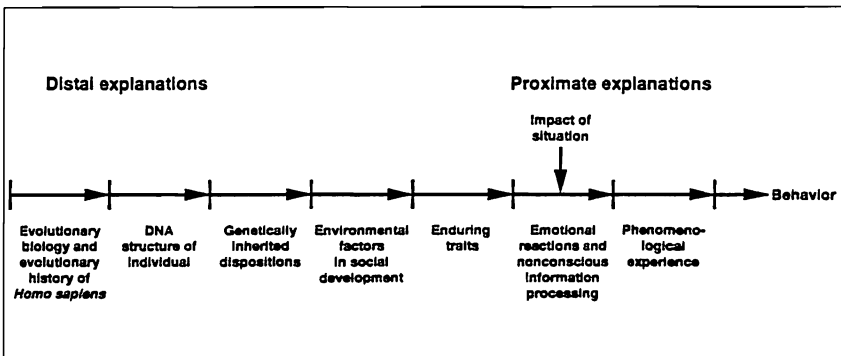 Distal explanations
Proximate explanations
Impact of
situation
Behavior
Evolutionary
biology and
evolutionary
history of
Homo sapiens
DNA
structure of
individual
Genetically
inherited
dispositions
Environmental
factors
in social
development
Enduring
traits
Emotional
reactions and
nonconscious
information
processing
Phenomeno-
logical
experience